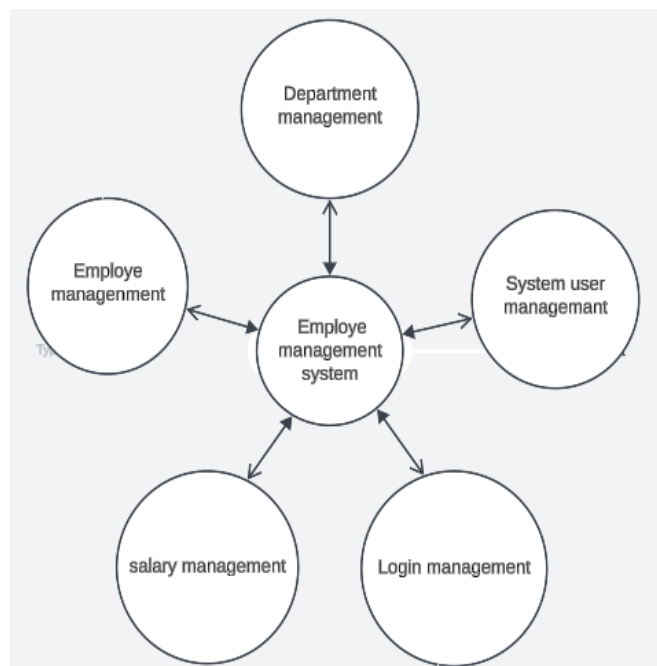 Department
management
Employe
managenment
System user
managemant
Employe
management
system
salary management
Login management